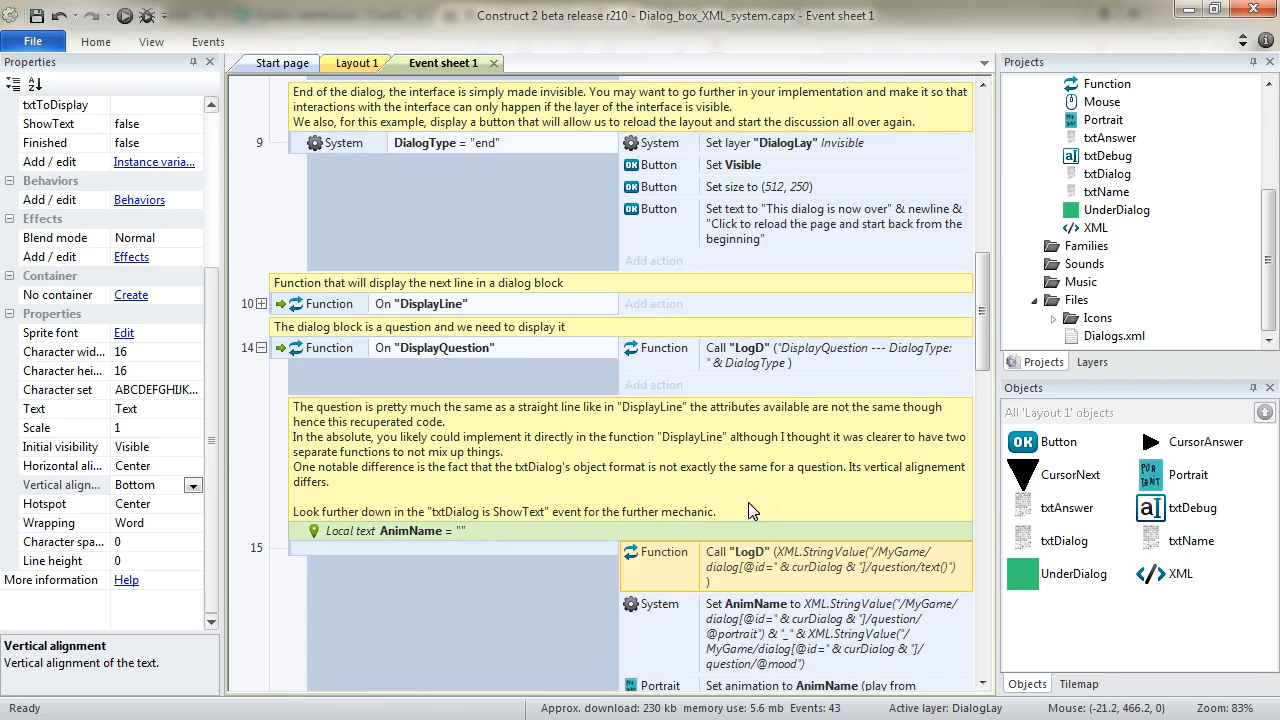 Construct 2 beta release r210 - Dialog_box_XML_system.capx - Event sheet 1
File Home View Events
Properties
txtToDisplay
ShowText false
Finished false
Add / edit Instance varia...
Behaviors
Add / edit Behaviors
Effects
Blend mode Normal
Add / edit Effects
Container
No container Create
Properties
Sprite font Edit
Character wid... 16
Character hei... 16
Character set ABCDEFGHIJK...
Text Text
Scale 1
Initial visibility Visible
Horizontal ali... Center
Vertical align... Bottom
Hotspot Center
Wrapping Word
Character spa... 0
Line height 0
More information Help
Vertical alignment
Vertical alignment of the text.
Start page Layout 1 Event sheet 1
End of the dialog, the interface is simply made invisible. You may want to go further in your implementation and make it so that
interactions with the interface can only happen if the layer of the interface is visible.
We also, for this example, display a button that will allow us to reload the layout and start the discussion all over again.
9 System DialogType = "end" System Set layer "DialogLay" Invisible
Button Set Visible
Button Set size to (512, 250)
Button Set text to "This dialog is now over" & newline &
"Click to reload the page and start back from the
beginning"
Add action
Function that will display the next line in a dialog block
10 Function On "DisplayLine" Add action
The dialog block is a question and we need to display it
14 Function On "DisplayQuestion" Function Call "LogD" ("DisplayQuestion --- DialogType:
" & DialogType )
Add action
The question is pretty much the same as a straight line like in "DisplayLine" the attributes available are not the same though
hence this recuperated code.
In the absolute, you likely could implement it directly in the function "DisplayLine" although I thought it was clearer to have two
separate functions to not mix up things.
One notable difference is the fact that the txtDialog's object format is not exactly the same for a question. Its vertical alignement
differs.
Look further down in the "txtDialog is ShowText" event for the further mechanic.
Local text AnimName = ""
15 Function Call "LogD" (XML.StringValue("/MyGame/
dialog[@id=" & curDialog & "]/question/text()")
)
System Set AnimName to XML.StringValue("/MyGame/
dialog[@id=" & curDialog & "]/question/
@portrait") & "_" & XML.StringValue("/
MyGame/dialog[@id=" & curDialog & "]/
question/@mood")
Portrait Set animation to AnimName (play from
Projects
Function
Mouse
Portrait
txtAnswer
txtDebug
txtDialog
txtName
UnderDialog
XML
Families
Sounds
Music
Files
Icons
Dialogs.xml
Projects Layers
Objects
All 'Layout 1' objects
OK Button CursorAnswer
CursorNext POR TRAIT Portrait
txtAnswer aI txtDebug
txtDialog txtName
UnderDialog XML
Objects Tilemap
Ready Approx. download: 230 kb memory use: 5.6 mb Events: 43 Active layer: DialogLay Mouse: (-21.2, 466.2, 0) Zoom: 83%